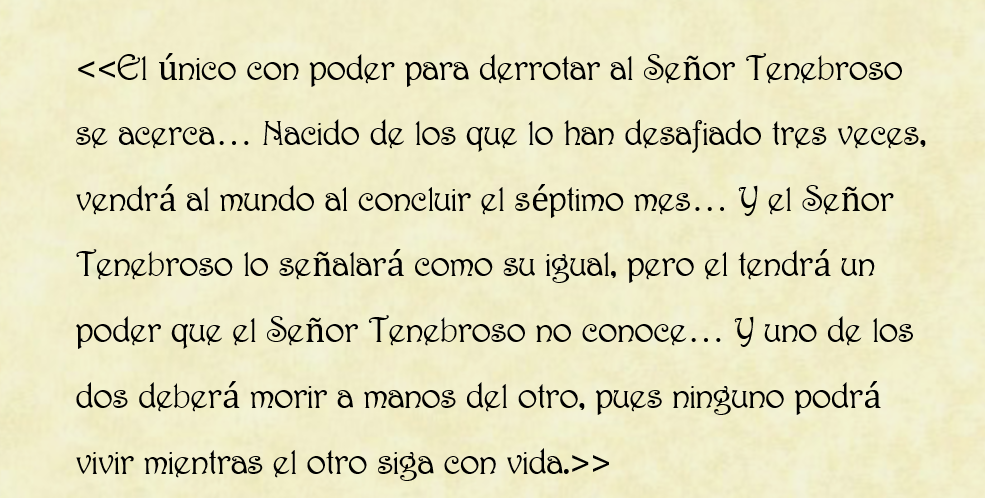 <<El único con poder para derrotar al Señor Tenebroso
se acerca... Nacido de los que lo han desafiado tres veces,
vendrá al mundo al concluir el séptimo mes... Y el Señor
Tenebroso lo señalará como su igual, pero el tendrá un
poder que el Señor Tenebroso no conoce... Y uno de los
dos deberá morir a manos del otro, pues ninguno podrá
vivir mientras el otro siga con vida.>>